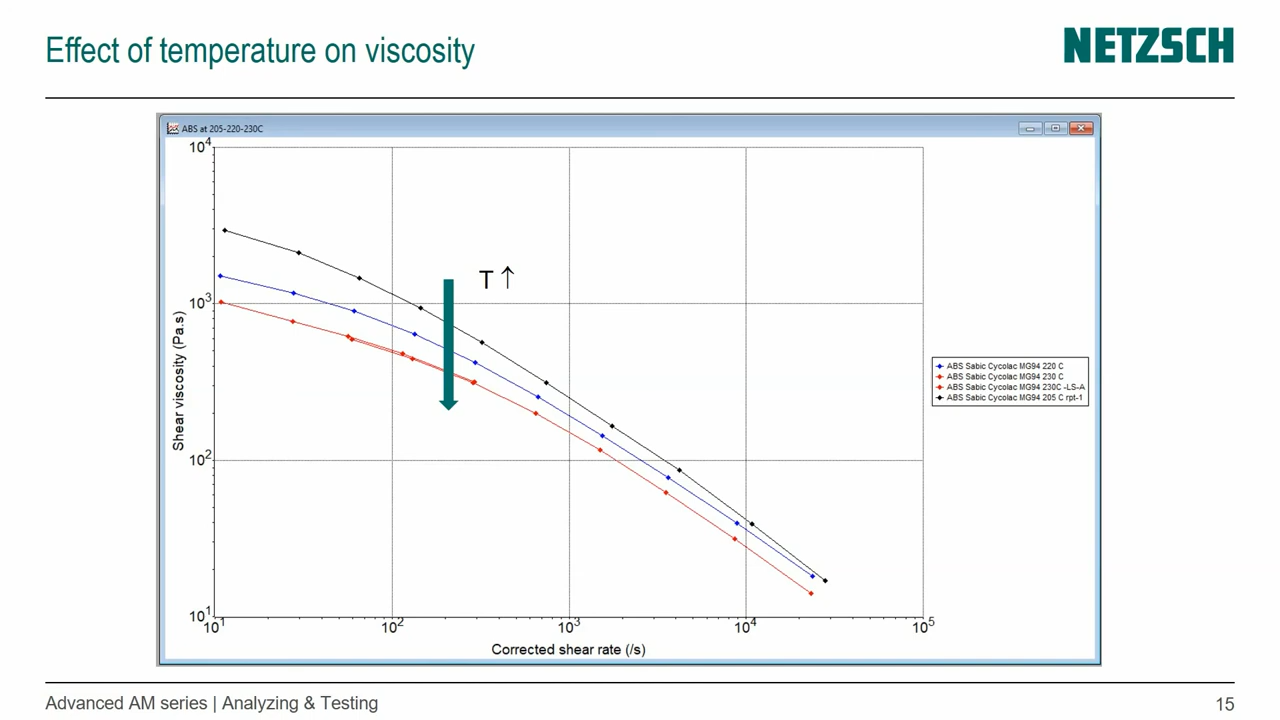 Effect of temperature on viscosity
NETZSCH
ABS at 205-220-230C
10^4
10^3
10^2
10^1
Shear viscosity (Pa.s)
T ↑
ABS Sabic Cycolac MG94 220 C
ABS Sabic Cycolac MG94 230 C
ABS Sabic Cycolac MG94 230C -LS-A
ABS Sabic Cycolac MG94 205 C rpt-1
10^1 10^2 10^3 10^4 10^5
Corrected shear rate (/s)
Advanced AM series | Analyzing & Testing
15